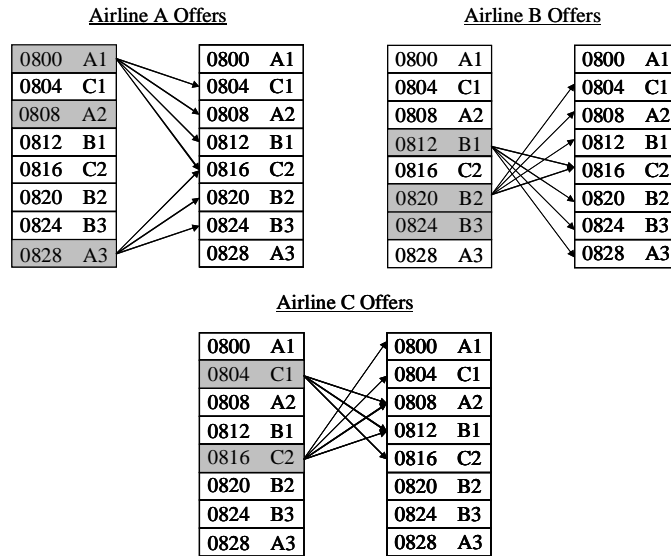 Airline A Offers
0800 A1 0800 A1
0804 C1 0804 C1
0808 A2 0808 A2
0812 B1 0812 B1
0816 C2 0816 C2
0820 B2 0820 B2
0824 B3 0824 B3
0828 A3 0828 A3
Airline B Offers
0800 A1 0800 A1
0804 C1 0804 C1
0808 A2 0808 A2
0812 B1 0812 B1
0816 C2 0816 C2
0820 B2 0820 B2
0824 B3 0824 B3
0828 A3 0828 A3
Airline C Offers
0800 A1 0800 A1
0804 C1 0804 C1
0808 A2 0808 A2
0812 B1 0812 B1
0816 C2 0816 C2
0820 B2 0820 B2
0824 B3 0824 B3
0828 A3 0828 A3